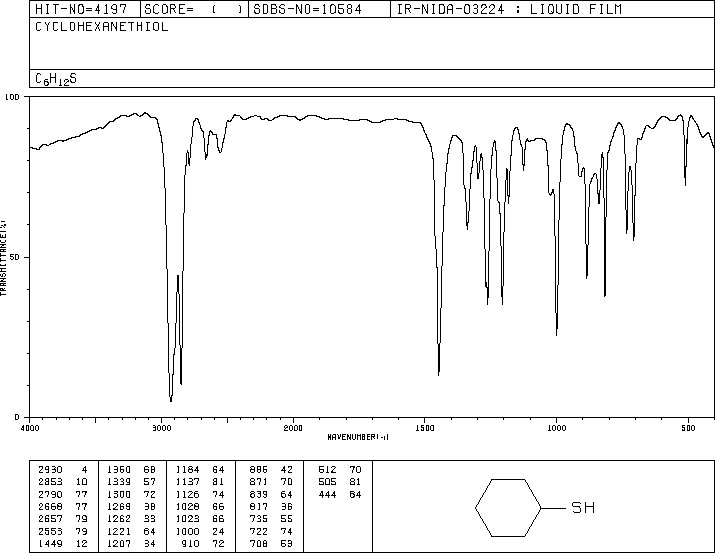 HIT-NO=4197 SCORE= ( ) SDBS-NO=10584 IR-NIDA-03224 : LIQUID FILM
CYCLOHEXANETHIOL
C6H12S
100
50
0
TRANSMITTANCE(%)
4000 3000 2000 1500 1000 500
WAVENUMBER(-1)
2930 4 1360 68 1184 64 886 42 512 70
2853 10 1339 57 1137 81 871 70 505 81
2790 77 1300 72 1126 74 839 64 444 84
2668 77 1269 38 1028 66 817 36
2657 79 1262 33 1023 66 735 55
2553 79 1221 64 1000 24 722 74
1449 12 1207 34 910 72 708 53
SH